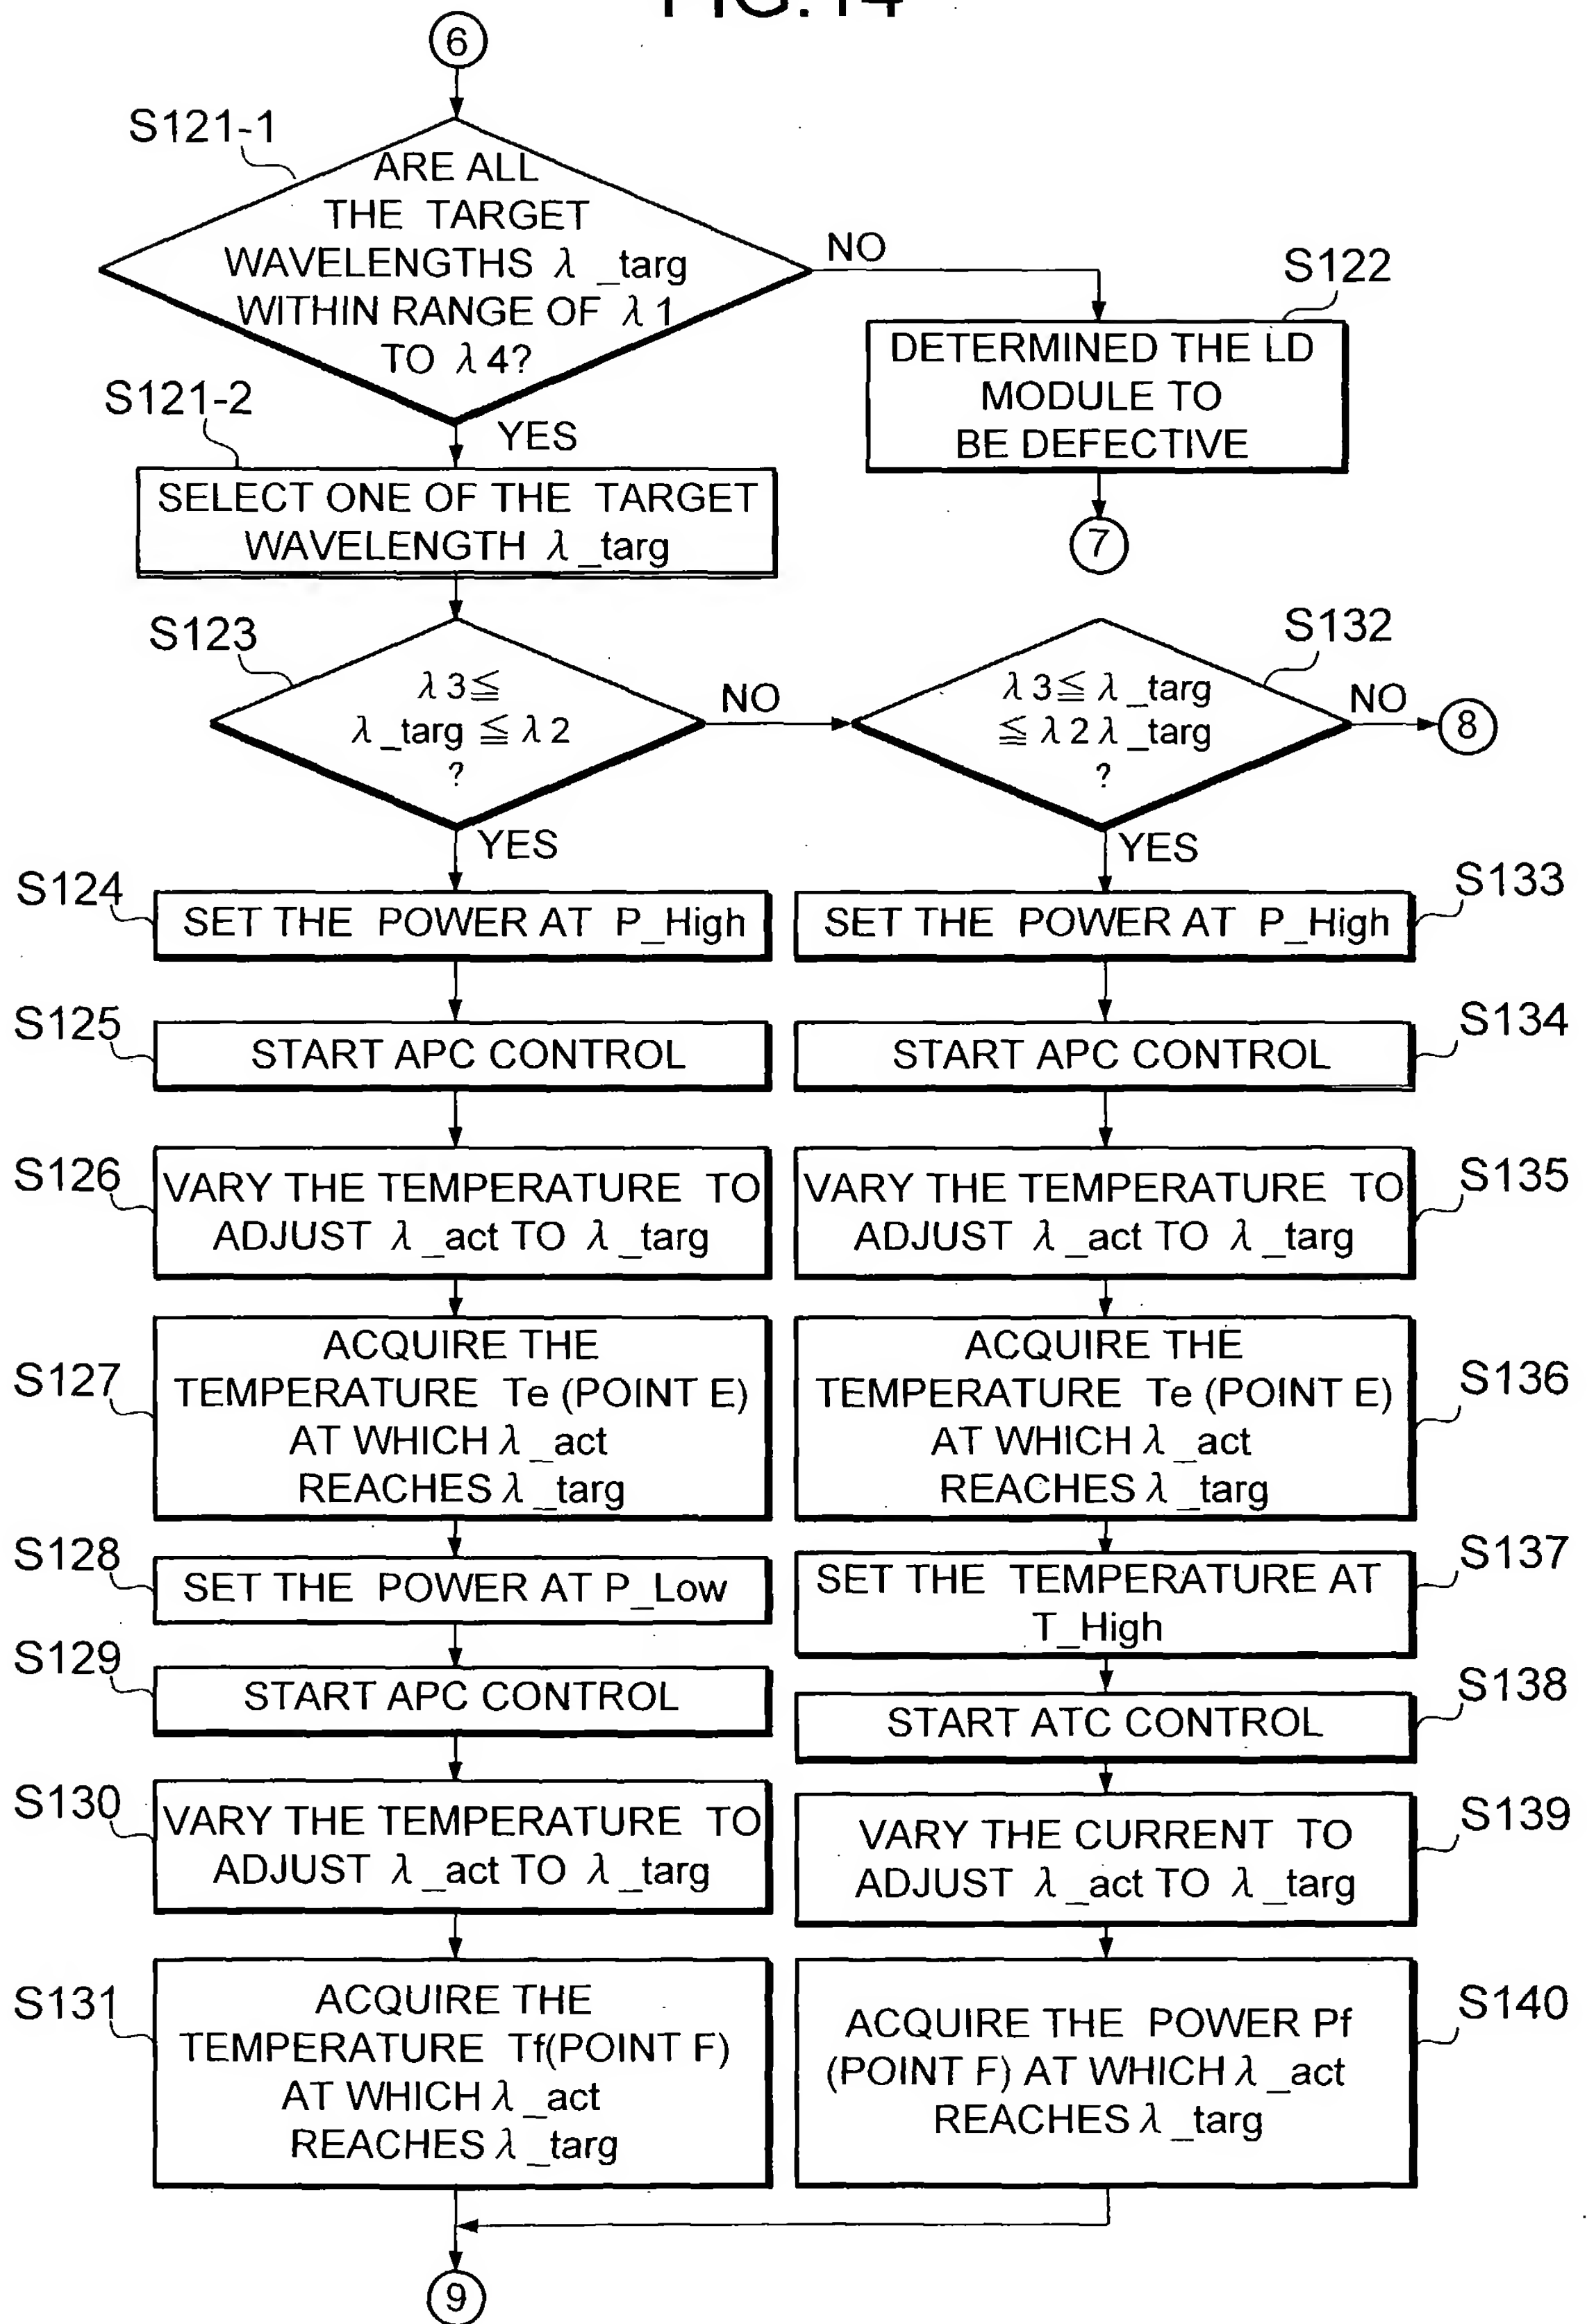 FIG.14
6
S121-1
ARE ALL
THE TARGET
WAVELENGTHS λ_targ
WITHIN RANGE OF λ1
TO λ4?
NO
S122
DETERMINED THE LD
MODULE TO
BE DEFECTIVE
7
YES
S121-2
SELECT ONE OF THE TARGET
WAVELENGTH λ_targ
S123
λ3≦
λ_targ ≦ λ2
?
NO
S132
λ3≦ λ_targ
≦ λ2 λ_targ
?
NO
8
YES
YES
S124
SET THE POWER AT P_High
S125
START APC CONTROL
S126
VARY THE TEMPERATURE TO
ADJUST λ_act TO λ_targ
S127
ACQUIRE THE
TEMPERATURE Te (POINT E)
AT WHICH λ_act
REACHES λ_targ
S128
SET THE POWER AT P_Low
S129
START APC CONTROL
S130
VARY THE TEMPERATURE TO
ADJUST λ_act TO λ_targ
S131
ACQUIRE THE
TEMPERATURE Tf(POINT F)
AT WHICH λ_act
REACHES λ_targ
S133
SET THE POWER AT P_High
S134
START APC CONTROL
S135
VARY THE TEMPERATURE TO
ADJUST λ_act TO λ_targ
S136
ACQUIRE THE
TEMPERATURE Te (POINT E)
AT WHICH λ_act
REACHES λ_targ
S137
SET THE TEMPERATURE AT
T_High
S138
START ATC CONTROL
S139
VARY THE CURRENT TO
ADJUST λ_act TO λ_targ
S140
ACQUIRE THE POWER Pf
(POINT F) AT WHICH λ_act
REACHES λ_targ
9